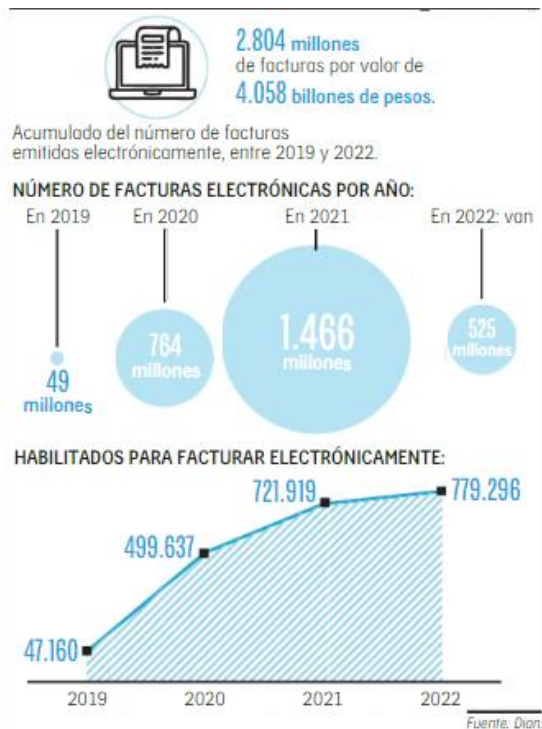 2.804 millones
de facturas por valor de
4.058 billones de pesos.
Acumulado del número de facturas
emitidas electrónicamente, entre 2019 y 2022.
NÚMERO DE FACTURAS ELECTRÓNICAS POR AÑO:
En 2019 En 2020 En 2021 En 2022: van
49
millones
764
millones
1.466
millones
525
millones
HABILITADOS PARA FACTURAR ELECTRÓNICAMENTE:
47.160
499.637
721.919
779.296
2019 2020 2021 2022
Fuente: Dian.